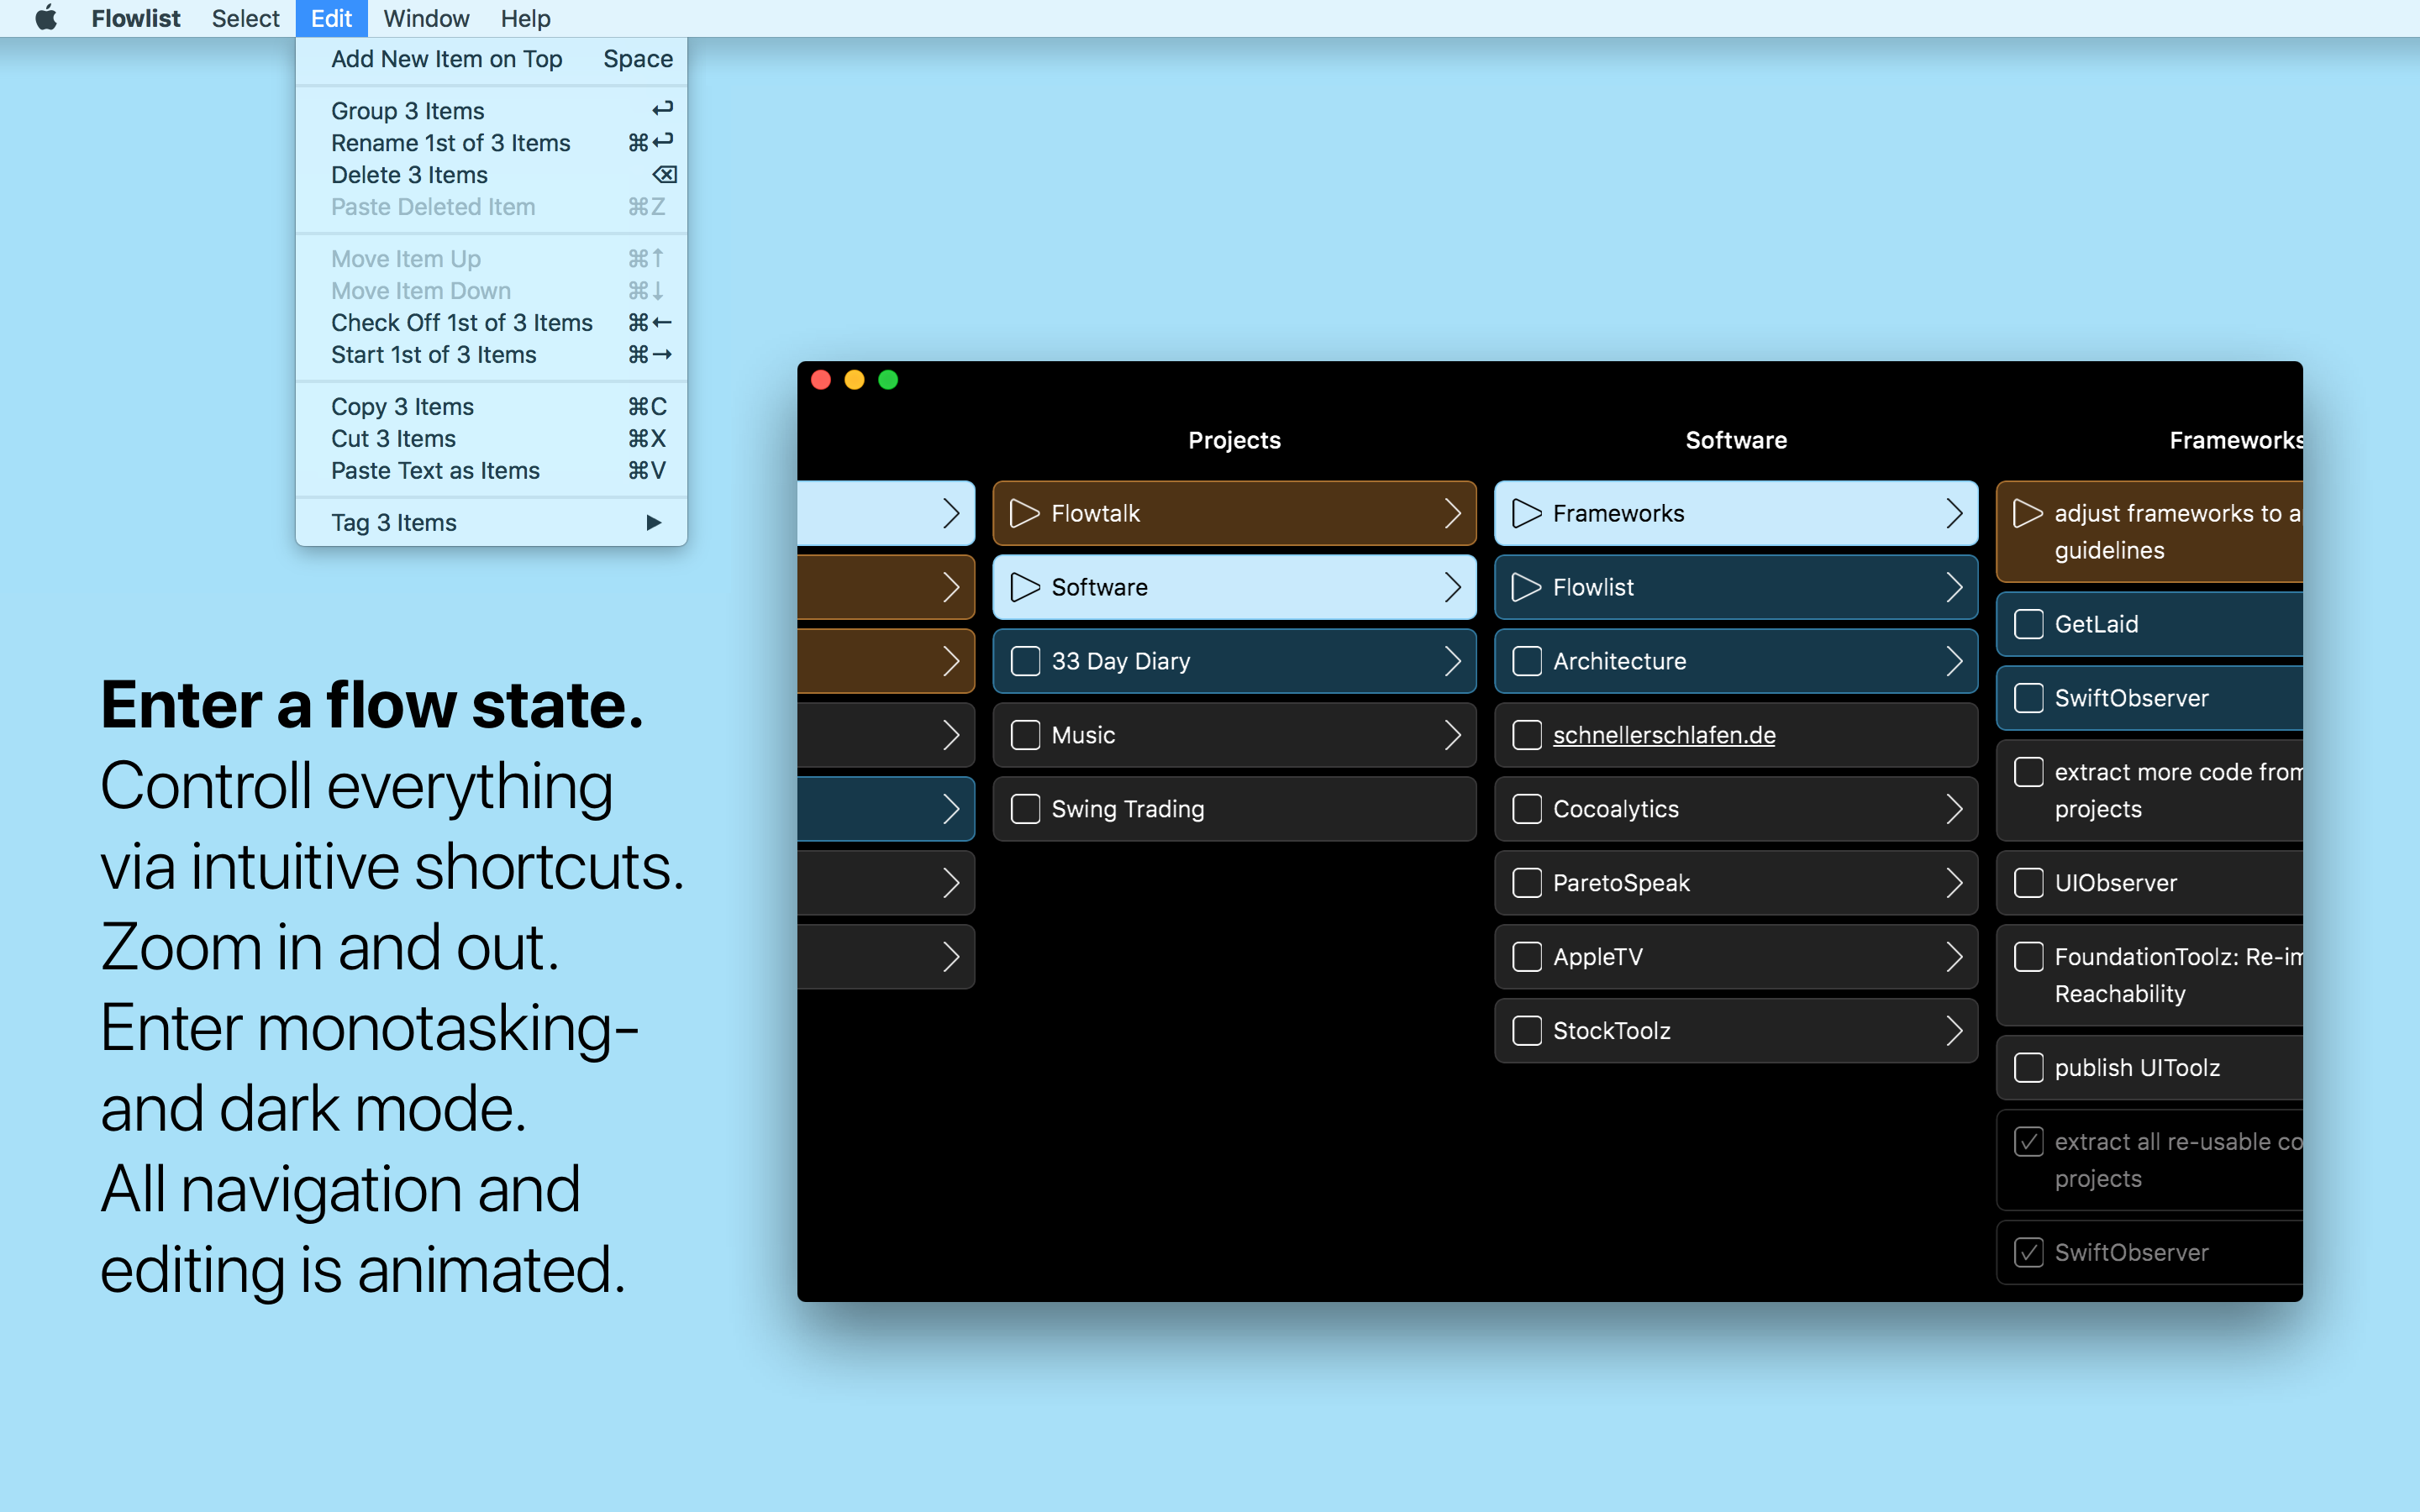 Flowlist Select Edit Window Help
Add New Item on Top Space
Group 3 Items ↩
Rename 1st of 3 Items ⌘↩
Delete 3 Items ⌫
Paste Deleted Item ⌘Z
Move Item Up ⌘↑
Move Item Down ⌘↓
Check Off 1st of 3 Items ⌘←
Start 1st of 3 Items ⌘→
Copy 3 Items ⌘C
Cut 3 Items ⌘X
Paste Text as Items ⌘V
Tag 3 Items ▶
Enter a flow state.
Controll everything
via intuitive shortcuts.
Zoom in and out.
Enter monotasking-
and dark mode.
All navigation and
editing is animated.
Projects
Flowtalk
Software
33 Day Diary
Music
Swing Trading
Software
Frameworks
Flowlist
Architecture
schnellerschlafen.de
Cocoalytics
ParetoSpeak
AppleTV
StockToolz
Frameworks
adjust frameworks to a
guidelines
GetLaid
SwiftObserver
extract more code from
projects
UIObserver
FoundationToolz: Re-im
Reachability
publish UIToolz
extract all re-usable co
projects
SwiftObserver